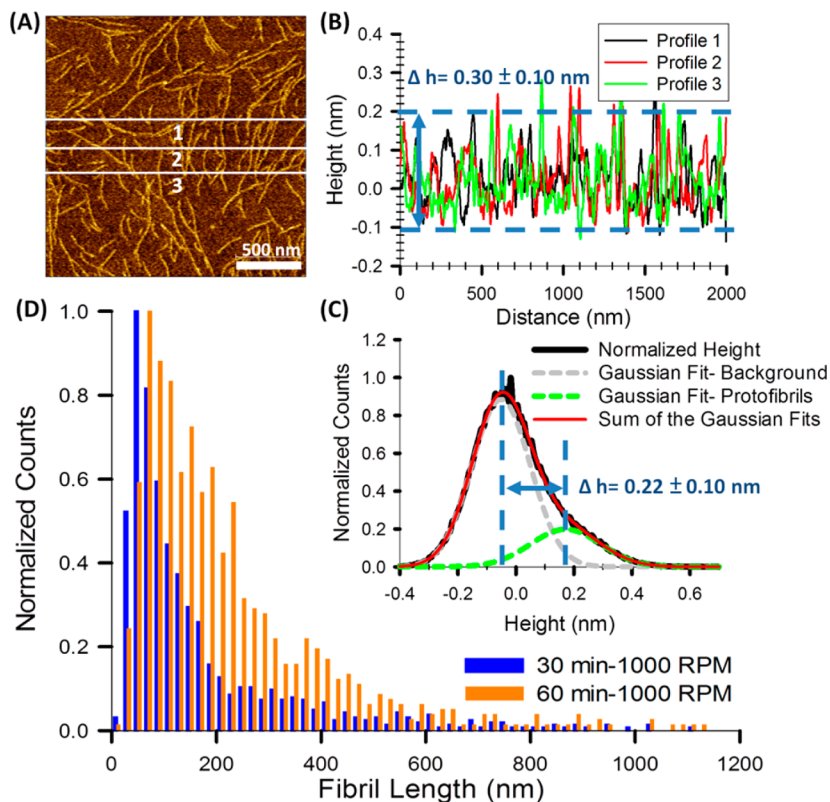 (A)
1
2
3
500 nm
(B)
Δ h= 0.30 ± 0.10 nm
Profile 1
Profile 2
Profile 3
0.4
0.3
0.2
0.1
0.0
-0.1
-0.2
Height (nm)
0 500 1000 1500 2000
Distance (nm)
(D)
1.0
0.8
0.6
0.4
0.2
0.0
Normalized Counts
0 200 400 600 800 1000 1200
Fibril Length (nm)
30 min-1000 RPM
60 min-1000 RPM
(C)
1.2
1.0
0.8
0.6
0.4
0.2
0.0
Normalized Counts
Normalized Height
Gaussian Fit- Background
Gaussian Fit- Protofibrils
Sum of the Gaussian Fits
Δ h= 0.22 ± 0.10 nm
-0.4 -0.2 0.0 0.2 0.4 0.6
Height (nm)